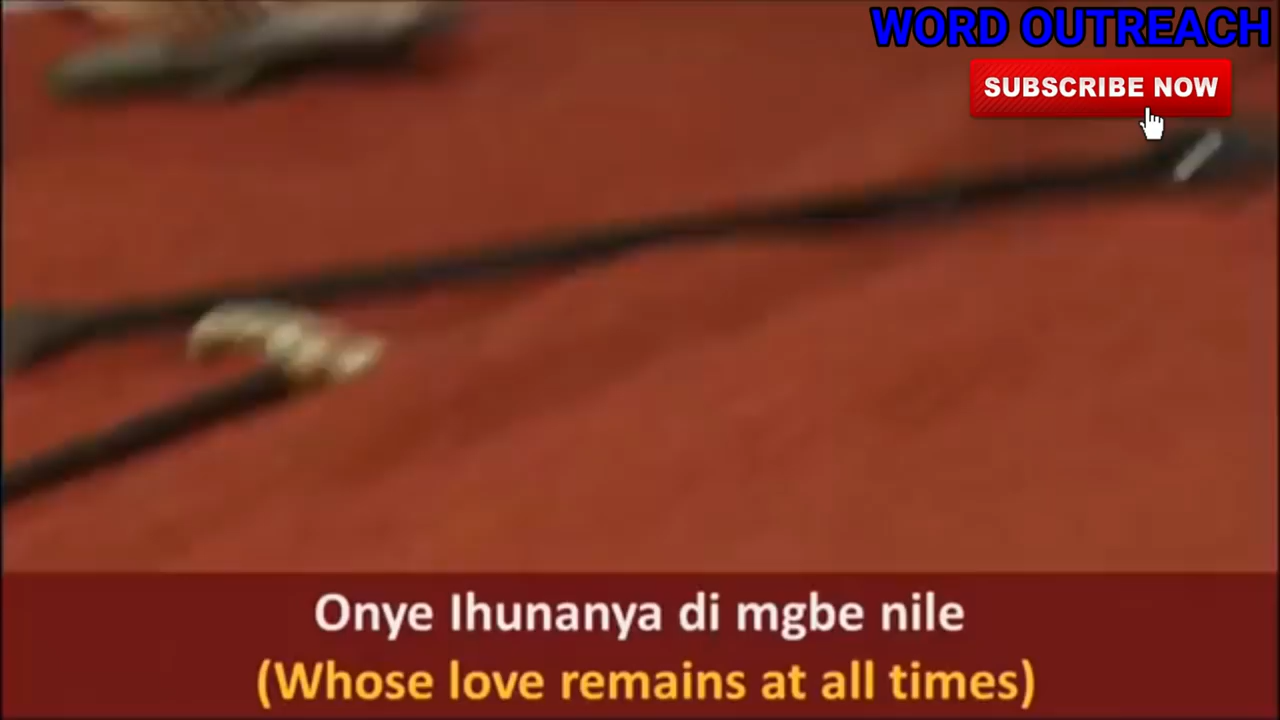 WORD OUTREACH
SUBSCRIBE NOW
Onye Ihunanya di mgbe nile
(Whose love remains at all times)